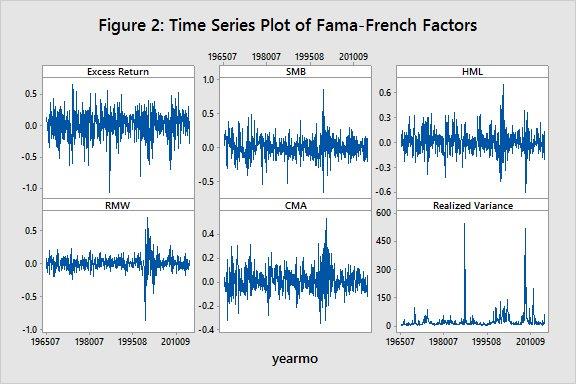 Figure 2: Time Series Plot of Fama-French Factors
196507 198007 199508 201009
Excess Return SMB HML
0.5 1.0 0.6
0.0 0.5 0.3
-0.5 0.0 0.0
-1.0 -0.5 -0.3
-0.6
RMW CMA Realized Variance
0.5 0.4 600
0.0 0.2 450
-0.5 0.0 300
-1.0 -0.2 150
-0.4 0
196507 198007 199508 201009 196507 198007 199508 201009
yearmo